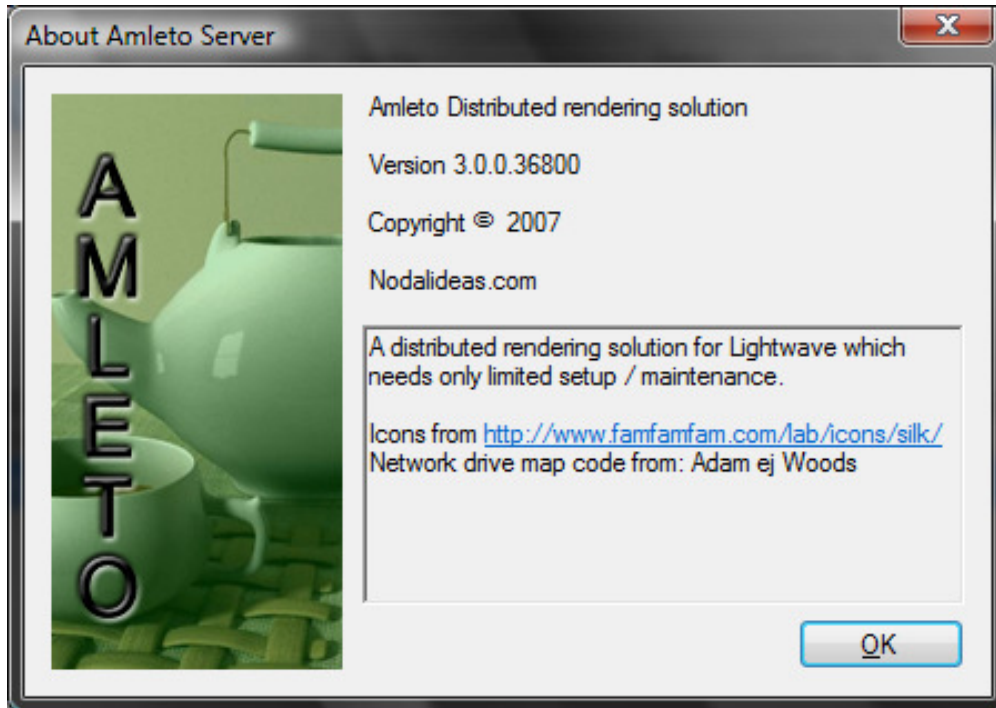 About Amleto Server
AMLETO
Amleto Distributed rendering solution
Version 3.0.0.36800
Copyright © 2007
Nodalideas.com
A distributed rendering solution for Lightwave which
needs only limited setup / maintenance.
Icons from http://www.famfamfam.com/lab/icons/silk/
Network drive map code from: Adam ej Woods
OK